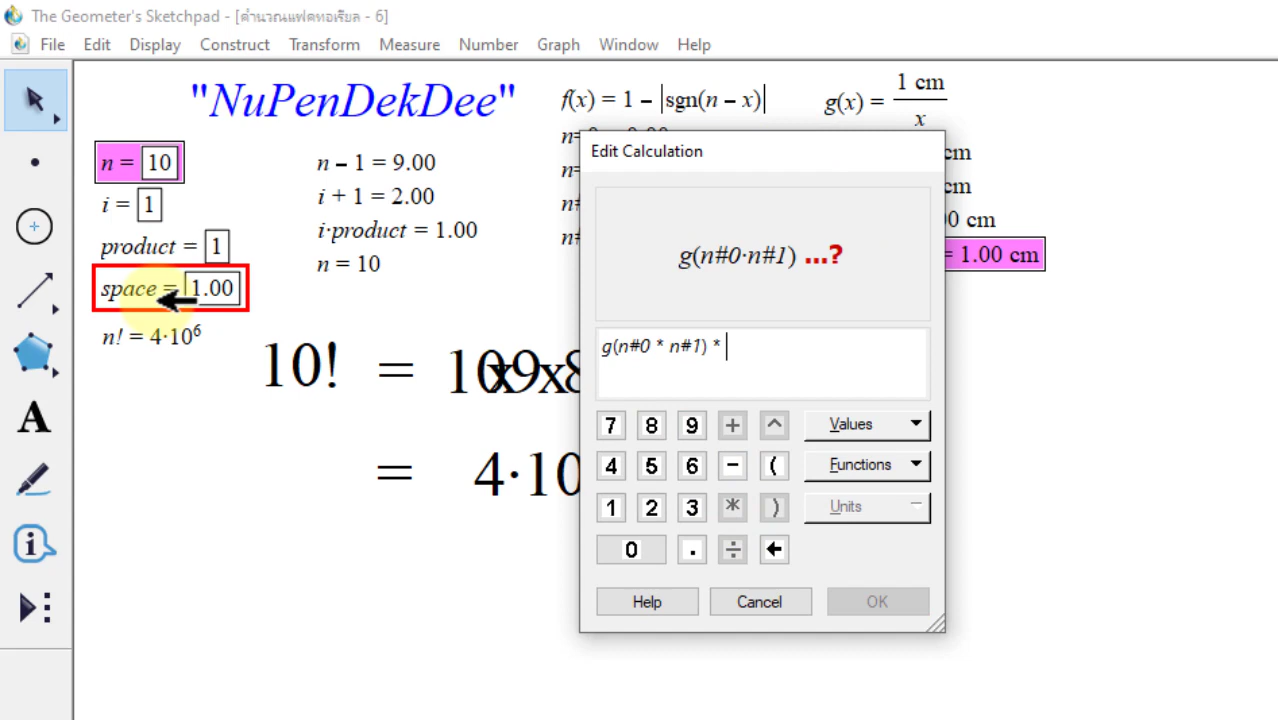 The Geometer's Sketchpad - [คำนวณแฟคทอเรียล - 6]
File Edit Display Construct Transform Measure Number Graph Window Help
"NuPenDekDee"
n = 10
i = 1
product = 1
space = 1.00
n! = 4·10⁶
n − 1 = 9.00
i + 1 = 2.00
i·product = 1.00
n = 10
f(x) = 1 − |sgn(n − x)|
g(x) = 1 cm / x
cm
cm
0 cm
= 1.00 cm
10! = 10x9x8
= 4·10
Edit Calculation
g(n#0·n#1) ...?
g(n#0 * n#1) *
7 8 9 + ^ Values
4 5 6 − ( Functions
1 2 3 * ) Units
0 . ÷
Help Cancel OK